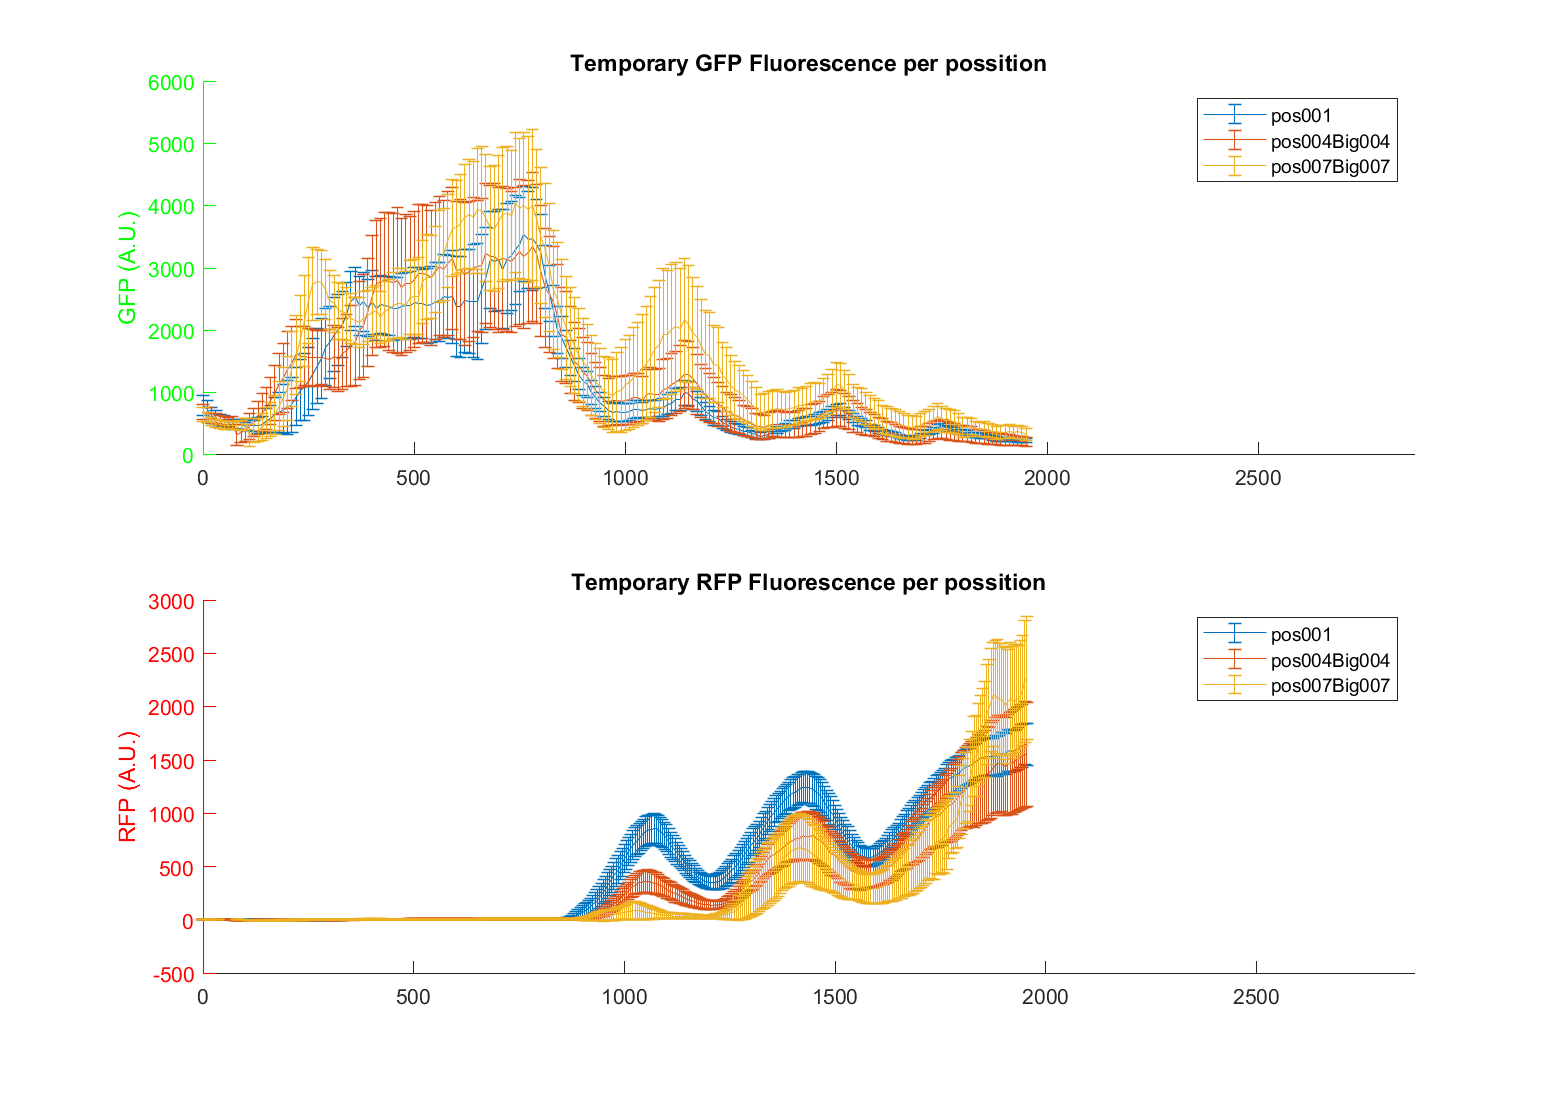 Temporary GFP Fluorescence per possition
6000
5000
4000
3000
2000
1000
0
GFP (A.U.)
pos001
pos004Big004
pos007Big007
0 500 1000 1500 2000 2500
Temporary RFP Fluorescence per possition
3000
2500
2000
1500
1000
500
0
-500
RFP (A.U.)
pos001
pos004Big004
pos007Big007
0 500 1000 1500 2000 2500